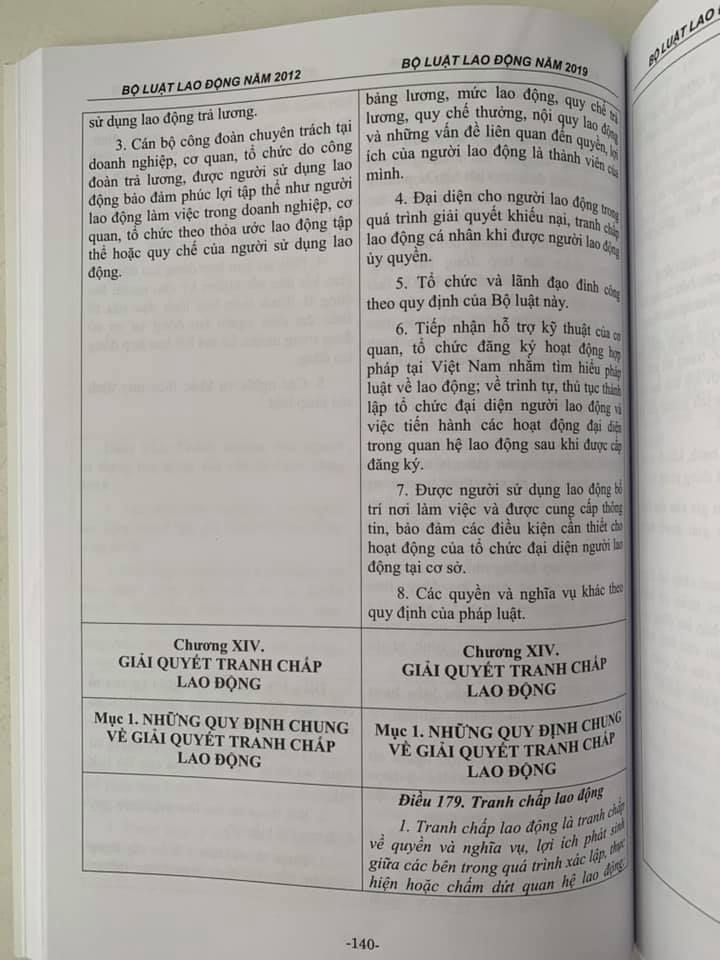 BỘ LUẬT LAO ĐỘNG NĂM 2012
sử dụng lao động trả lương.
3. Cán bộ công đoàn chuyên trách tại
doanh nghiệp, cơ quan, tổ chức do công
đoàn trả lương, được người sử dụng lao
động bảo đảm phúc lợi tập thể như người
lao động làm việc trong doanh nghiệp, cơ
quan, tổ chức theo thỏa ước lao động tập
thể hoặc quy chế của người sử dụng lao
động.
Chương XIV.
GIẢI QUYẾT TRANH CHẤP
LAO ĐỘNG
Mục 1. NHỮNG QUY ĐỊNH CHUNG
VỀ GIẢI QUYẾT TRANH CHẤP
LAO ĐỘNG
BỘ LUẬT LAO ĐỘNG NĂM 2019
bảng lương, mức lao động, quy chế trả
lương, quy chế thưởng, nội quy lao động
và những vấn đề liên quan đến quyền, lợi
ích của người lao động là thành viên của
mình.
4. Đại diện cho người lao động trong
quá trình giải quyết khiếu nại, tranh chấp
lao động cá nhân khi được người lao động
ủy quyền.
5. Tổ chức và lãnh đạo đình công
theo quy định của Bộ luật này.
6. Tiếp nhận hỗ trợ kỹ thuật của cơ
quan, tổ chức đăng ký hoạt động hợp
pháp tại Việt Nam nhằm tìm hiểu pháp
luật về lao động; về trình tự, thủ tục thành
lập tổ chức đại diện người lao động và
việc tiến hành các hoạt động đại diện
trong quan hệ lao động sau khi được cấp
đăng ký.
7. Được người sử dụng lao động bố
trí nơi làm việc và được cung cấp thông
tin, bảo đảm các điều kiện cần thiết cho
hoạt động của tổ chức đại diện người lao
động tại cơ sở.
8. Các quyền và nghĩa vụ khác theo
quy định của pháp luật.
Chương XIV.
GIẢI QUYẾT TRANH CHẤP
LAO ĐỘNG
Mục 1. NHỮNG QUY ĐỊNH CHUNG
VỀ GIẢI QUYẾT TRANH CHẤP
LAO ĐỘNG
Điều 179. Tranh chấp lao động
1. Tranh chấp lao động là tranh chấp
về quyền và nghĩa vụ, lợi ích phát sinh
giữa các bên trong quá trình xác lập, thực
hiện hoặc chấm dứt quan hệ lao động,
-140-
BỘ LUẬT LAO